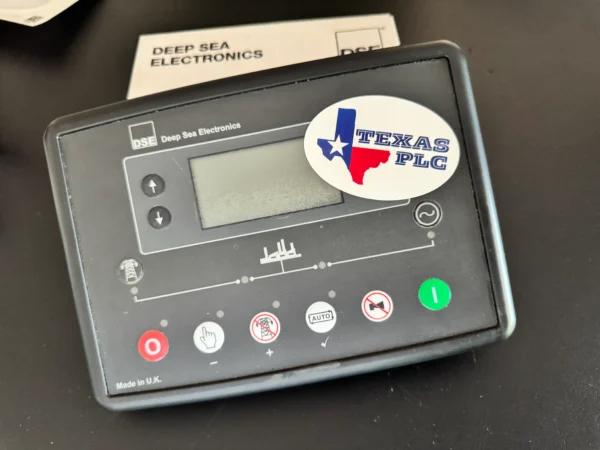 DEEP SEA
ELECTRONICS
DSE
DSE Deep Sea Electronics
TEXAS
PLC
AUTO
O
I
− + ✓
Made in U.K.